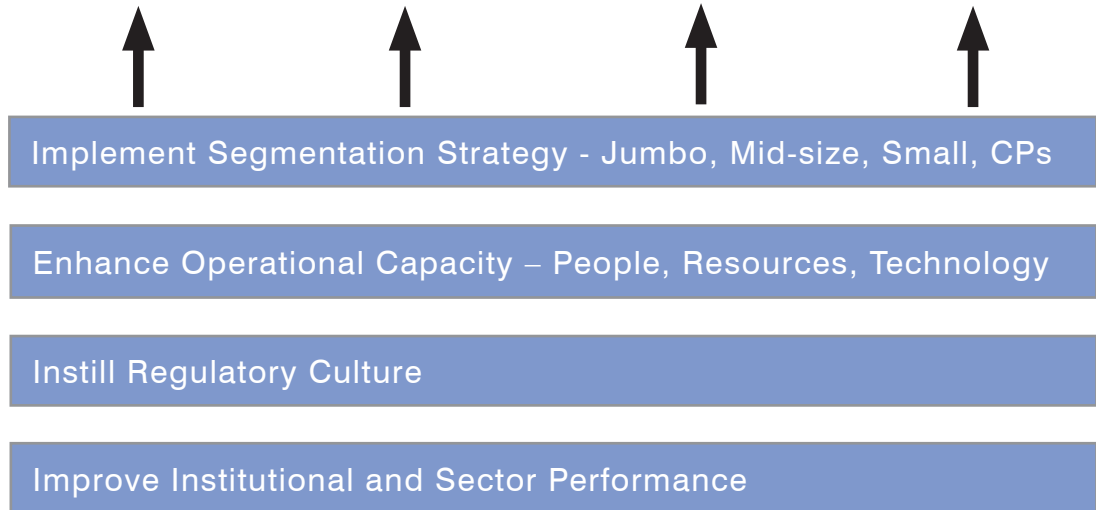 Implement Segmentation Strategy - Jumbo, Mid-size, Small, CPs
Enhance Operational Capacity – People, Resources, Technology
Instill Regulatory Culture
Improve Institutional and Sector Performance